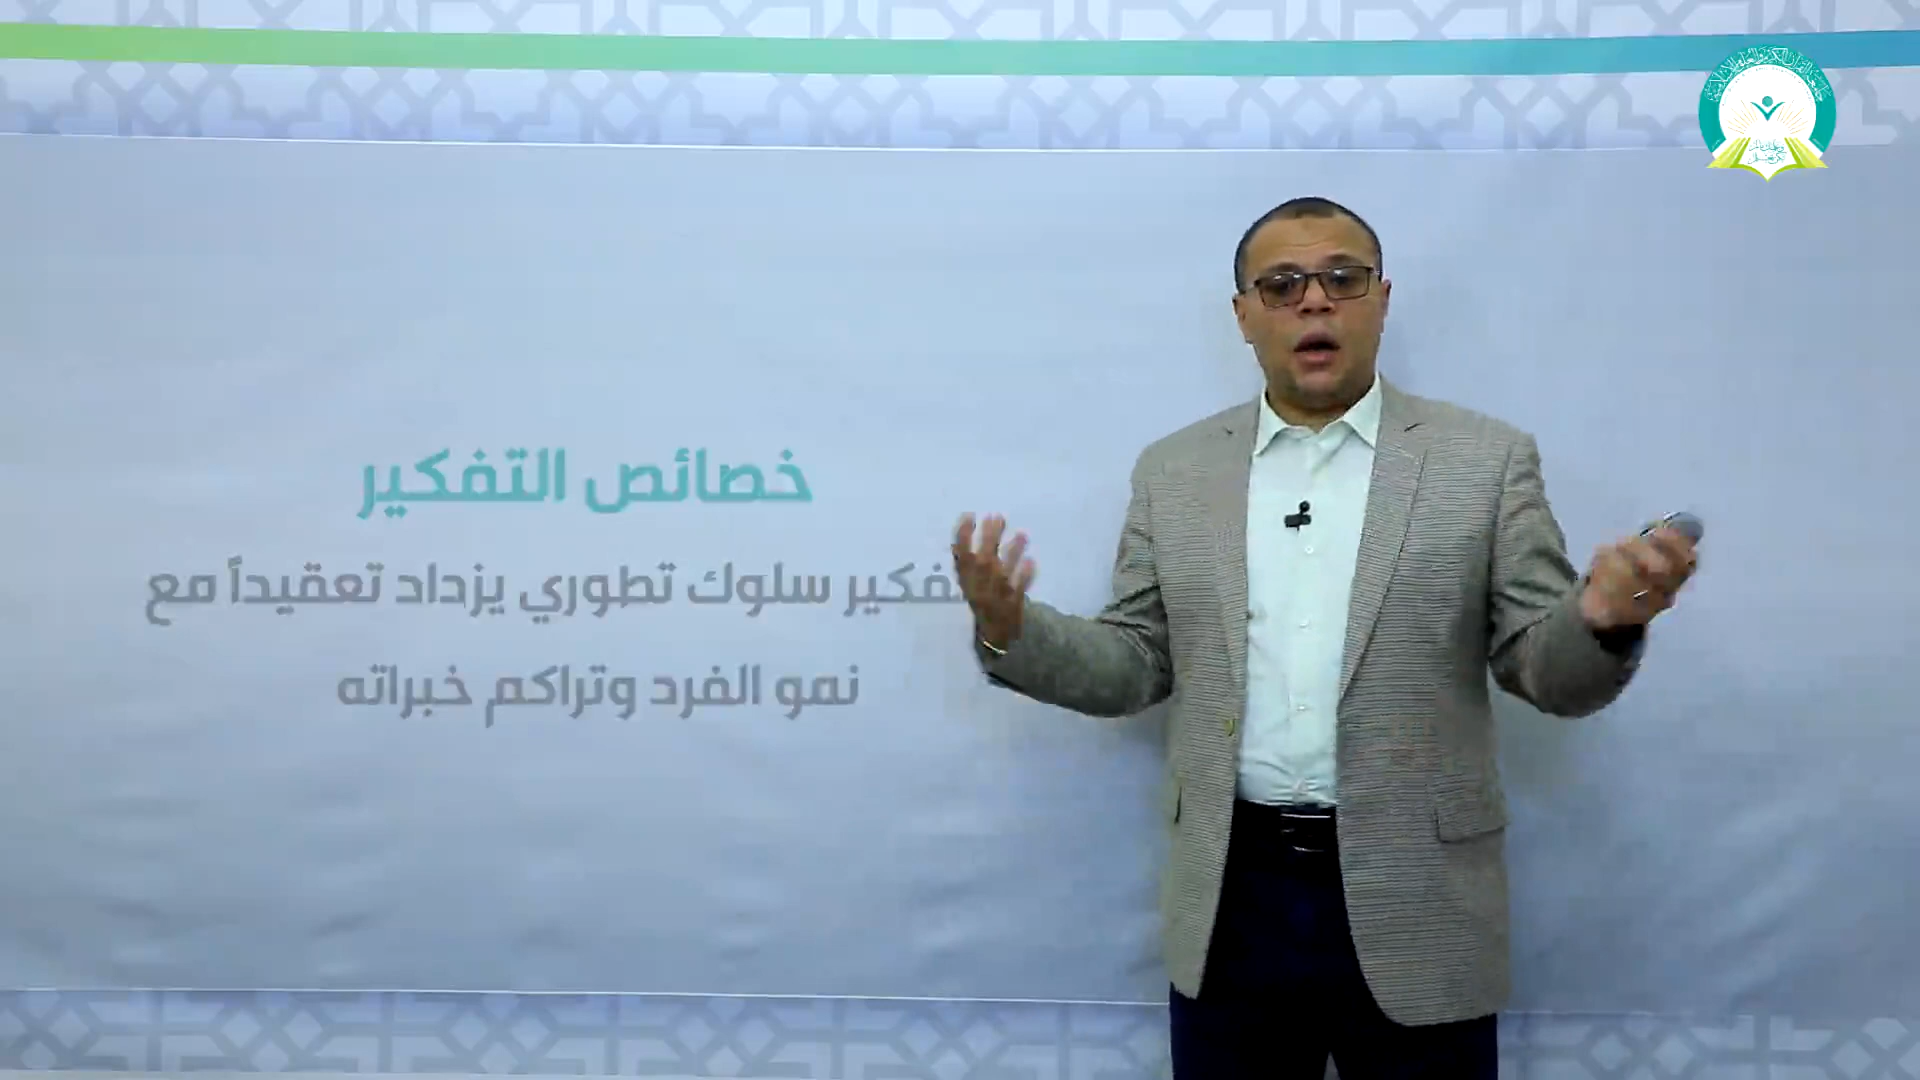 خصائص التفكير
سلوك تطوري يزداد تعقيداً مع
نمو الفرد وتراكم خبراته